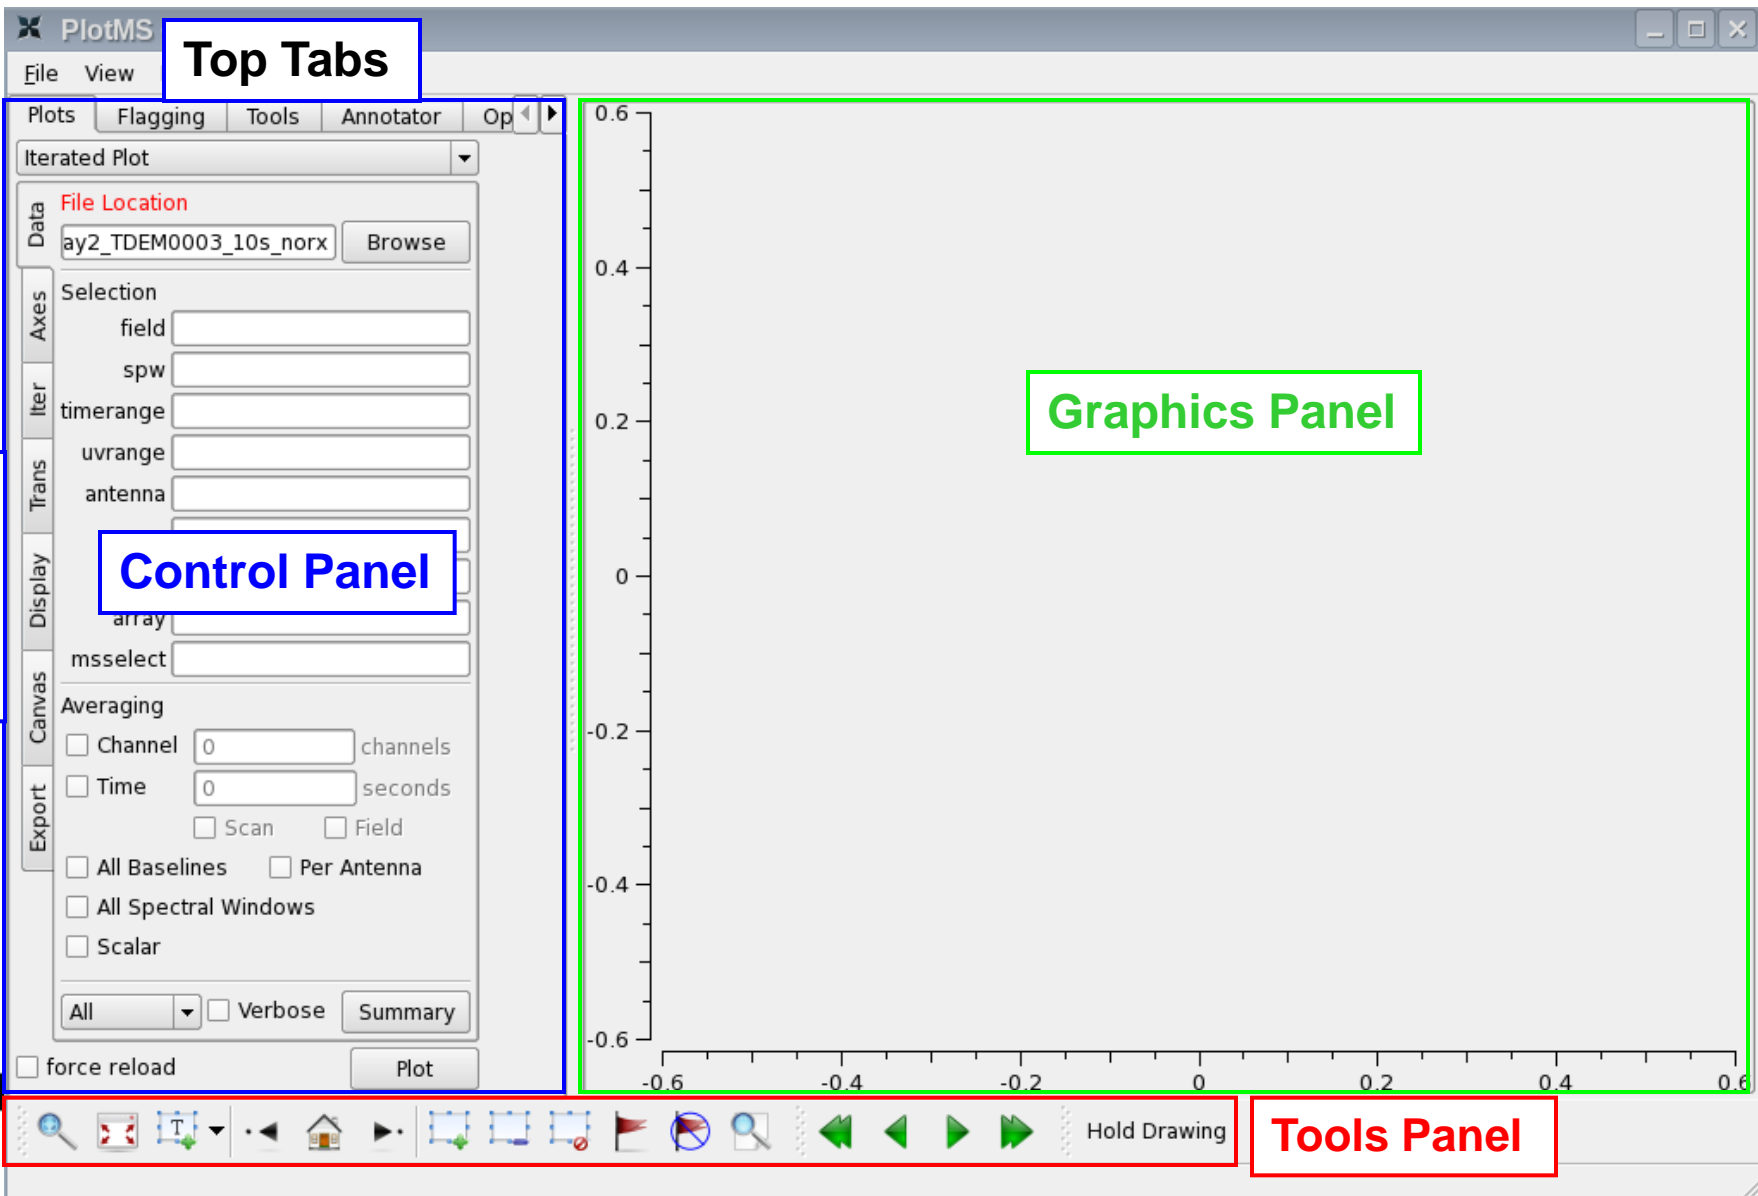 PlotMS
Top Tabs
File View
Plots Flagging Tools Annotator Op
Iterated Plot
Data
File Location
ay2_TDEM0003_10s_norx Browse
Axes
Selection
field
spw
Iter
timerange
uvrange
Trans
antenna
Control Panel
Display
array
msselect
Canvas
Averaging
Channel 0 channels
Time 0 seconds
Export
Scan Field
All Baselines Per Antenna
All Spectral Windows
Scalar
All Verbose Summary
force reload Plot
0.6
0.4
0.2
0
-0.2
-0.4
-0.6
Graphics Panel
-0.6 -0.4 -0.2 0 0.2 0.4 0.6
T
Hold Drawing
Tools Panel